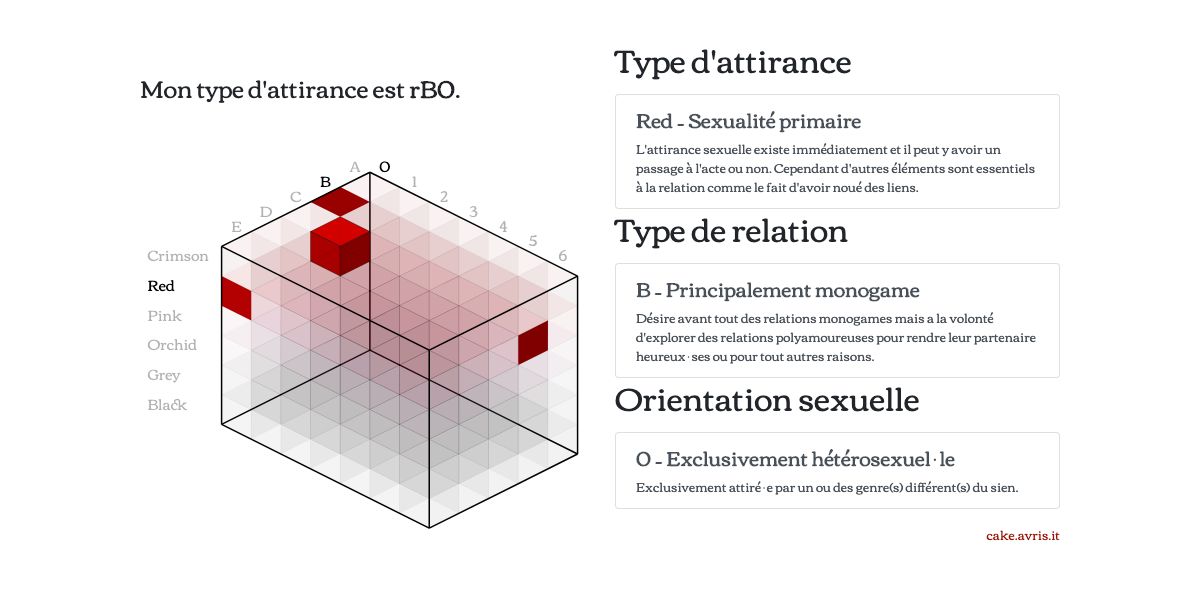 Mon type d'attirance est rBO.
A
O
B
1
C
2
D
3
E
4
5
6
Crimson
Red
Pink
Orchid
Grey
Black
Type d'attirance
Red - Sexualité primaire
L'attirance sexuelle existe immédiatement et il peut y avoir un
passage à l'acte ou non. Cependant d'autres éléments sont essentiels
à la relation comme le fait d'avoir noué des liens.
Type de relation
B - Principalement monogame
Désire avant tout des relations monogames mais a la volonté
d'explorer des relations polyamoureuses pour rendre leur partenaire
heureux·ses ou pour tout autres raisons.
Orientation sexuelle
O - Exclusivement hétérosexuel·le
Exclusivement attiré·e par un ou des genre(s) différent(s) du sien.
cake.avris.it